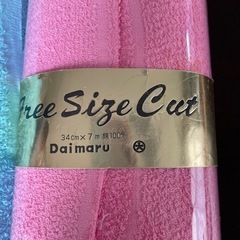 Free Size Cut
34cm×7m 綿100%
Daimaru